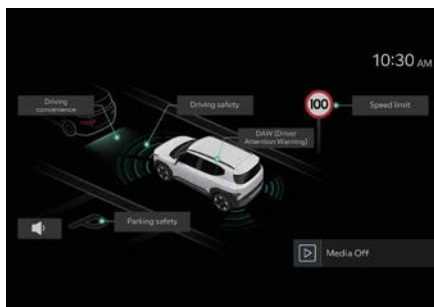 10:30 AM
Driving
convenience
Driving safety
100
Speed limit
DAW (Driver
Attention Warning)
Parking safety
Media Off